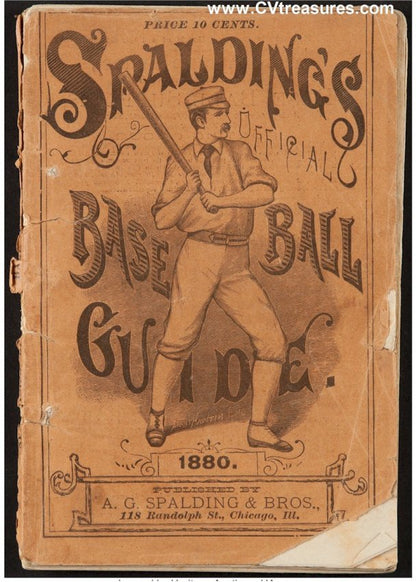 www.CVtreasures.com
PRICE 10 CENTS.
SPALDING'S
OFFICIAL
BASE BALL
GUIDE.
1880.
PUBLISHED BY
A. G. SPALDING & BROS.,
118 Randolph St., Chicago, Ill.